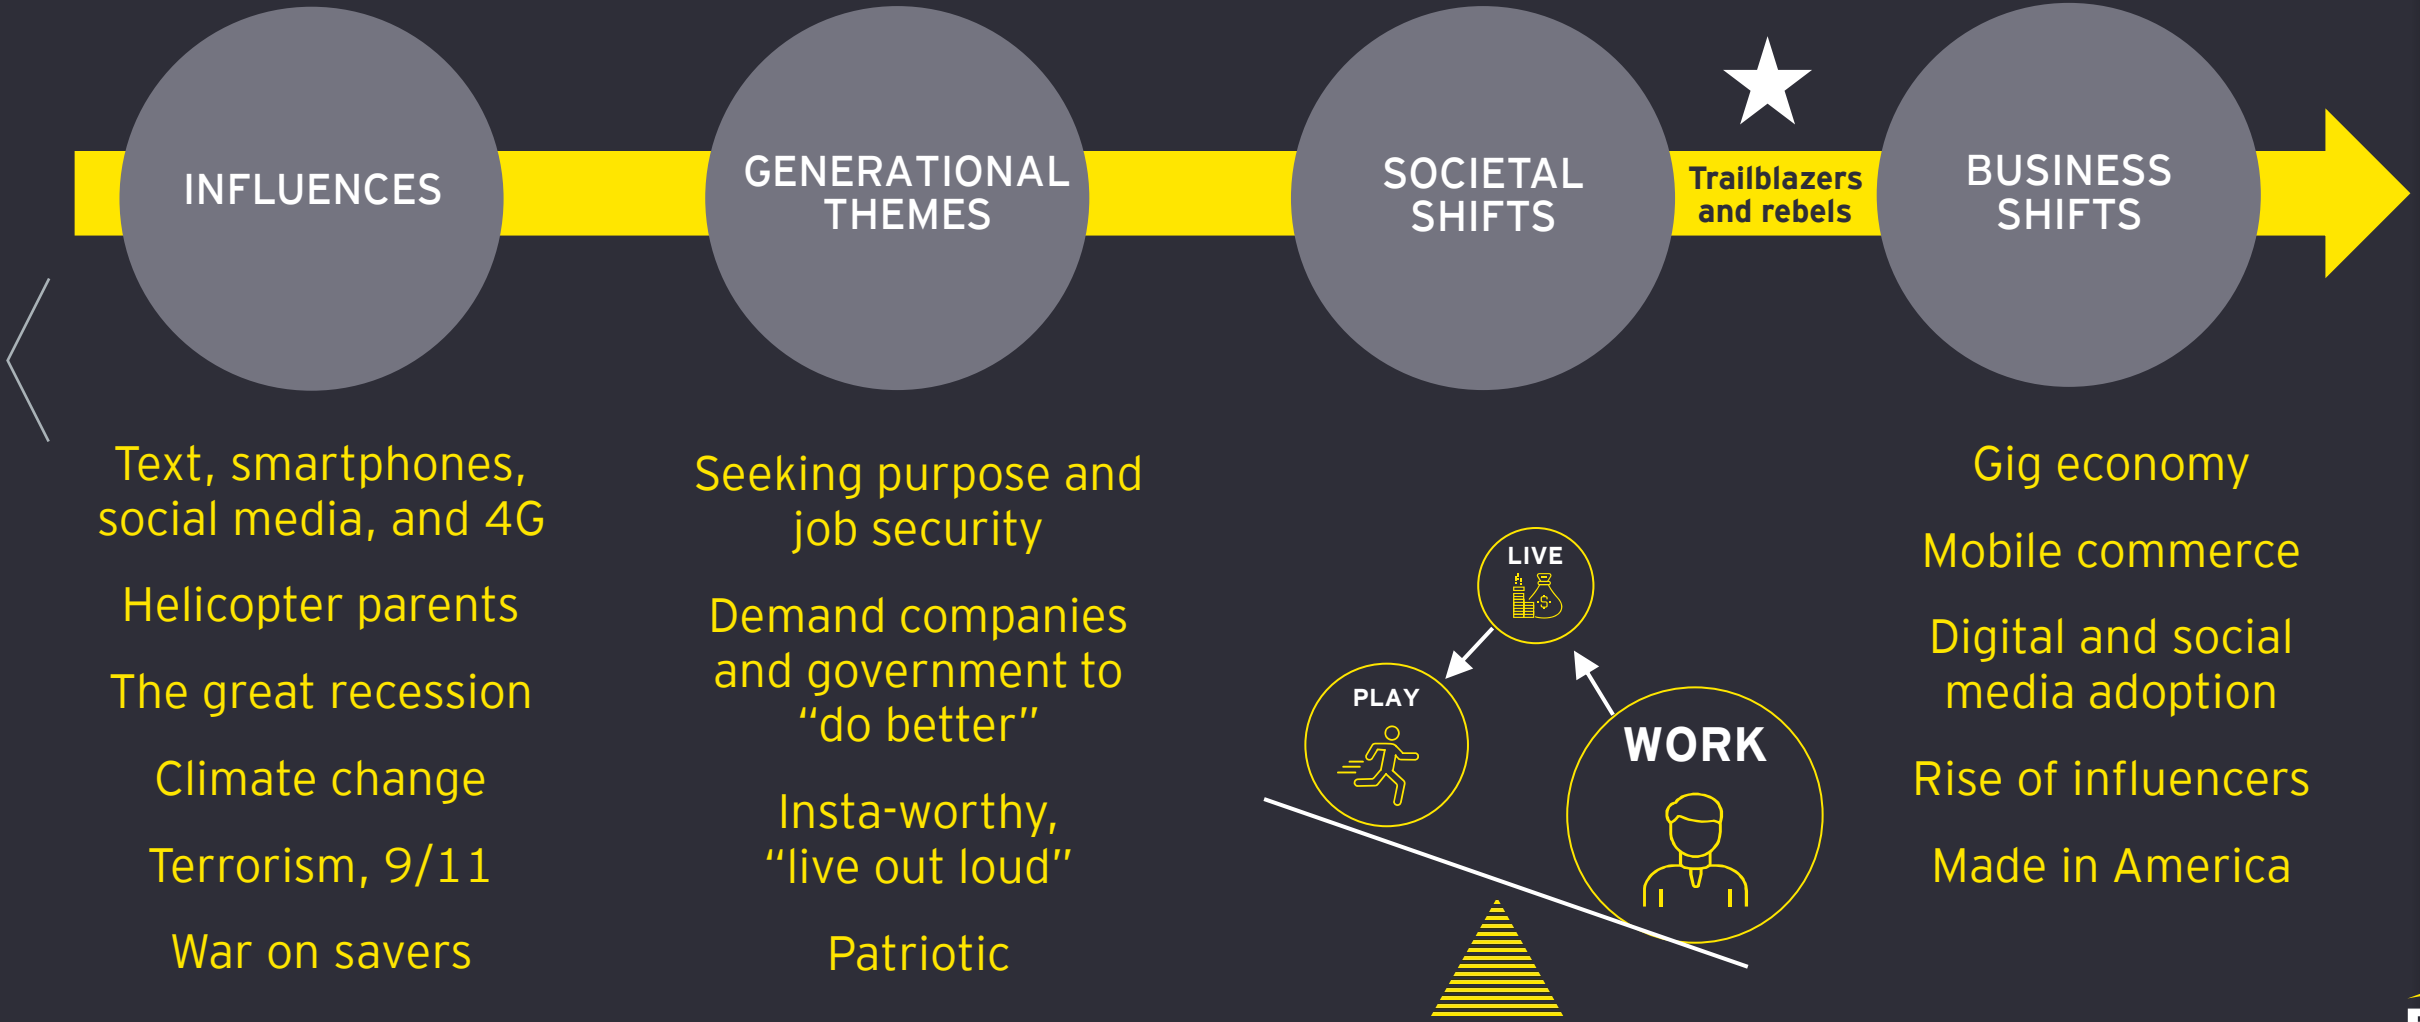 INFLUENCES
GENERATIONAL
THEMES
SOCIETAL
SHIFTS
Trailblazers
and rebels
BUSINESS
SHIFTS
Text, smartphones,
social media, and 4G
Helicopter parents
The great recession
Climate change
Terrorism, 9/11
War on savers
Seeking purpose and
job security
Demand companies
and government to
“do better”
Insta-worthy,
“live out loud”
Patriotic
LIVE
$
PLAY
WORK
Gig economy
Mobile commerce
Digital and social
media adoption
Rise of influencers
Made in America